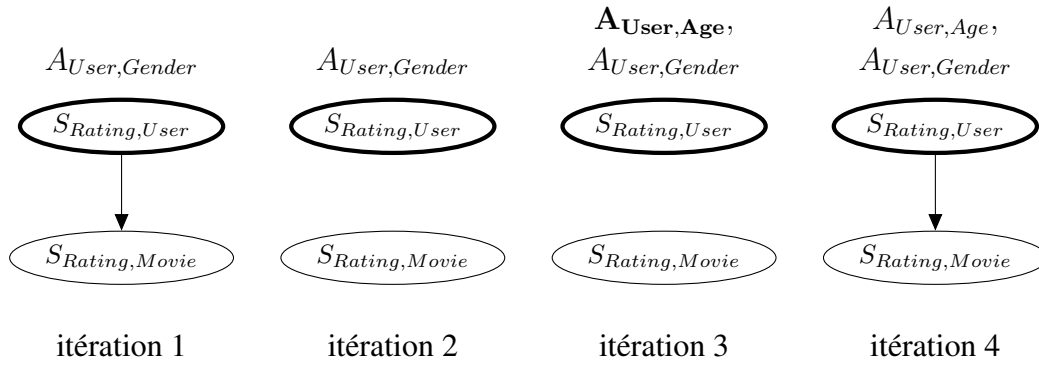 A_{User,Age}, A_{User,Age},
A_{User,Gender} A_{User,Gender} A_{User,Gender} A_{User,Gender}
S_{Rating,User} S_{Rating,User} S_{Rating,User} S_{Rating,User}
S_{Rating,Movie} S_{Rating,Movie} S_{Rating,Movie} S_{Rating,Movie}
itération 1 itération 2 itération 3 itération 4